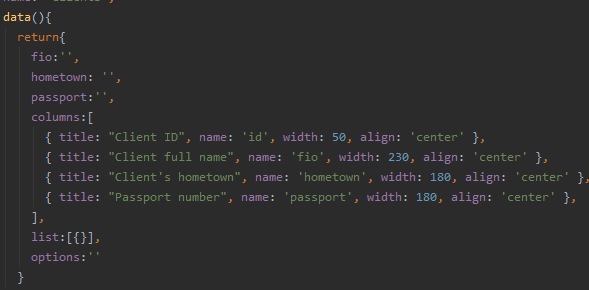 data(){
return{
fio:'',
hometown: '',
passport:'',
columns:[
{ title: "Client ID", name: 'id', width: 50, align: 'center' },
{ title: "Client full name", name: 'fio', width: 230, align: 'center' },
{ title: "Client's hometown", name: 'hometown', width: 180, align: 'center' },
{ title: "Passport number", name: 'passport', width: 180, align: 'center' },
],
list:[{}],
options:''
}